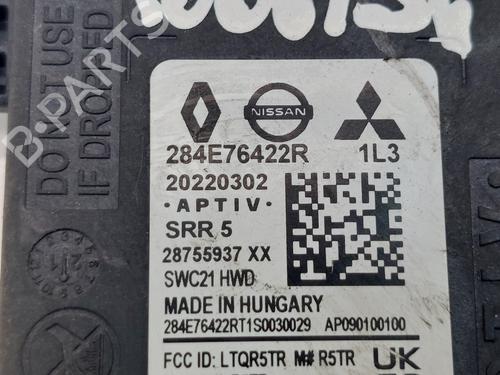 DO NOT USE
IF DROPPED
B-PARTS
NISSAN
284E76422R 1L3
20220302
·APTIV·
SRR 5
28755937 XX
SWC21 HWD
MADE IN HUNGARY
284E76422RT1S0030029 AP090100100
FCC ID: LTQR5TR M# R5TR UK